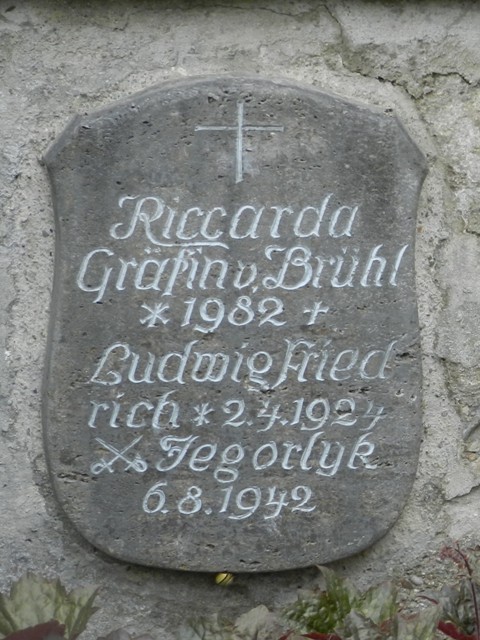 Riccarda
Gräfin v. Brühl
* 1982 +
Ludwig Fried
rich * 2.4.1924
⚔ Jegorlyk
6.8.1942